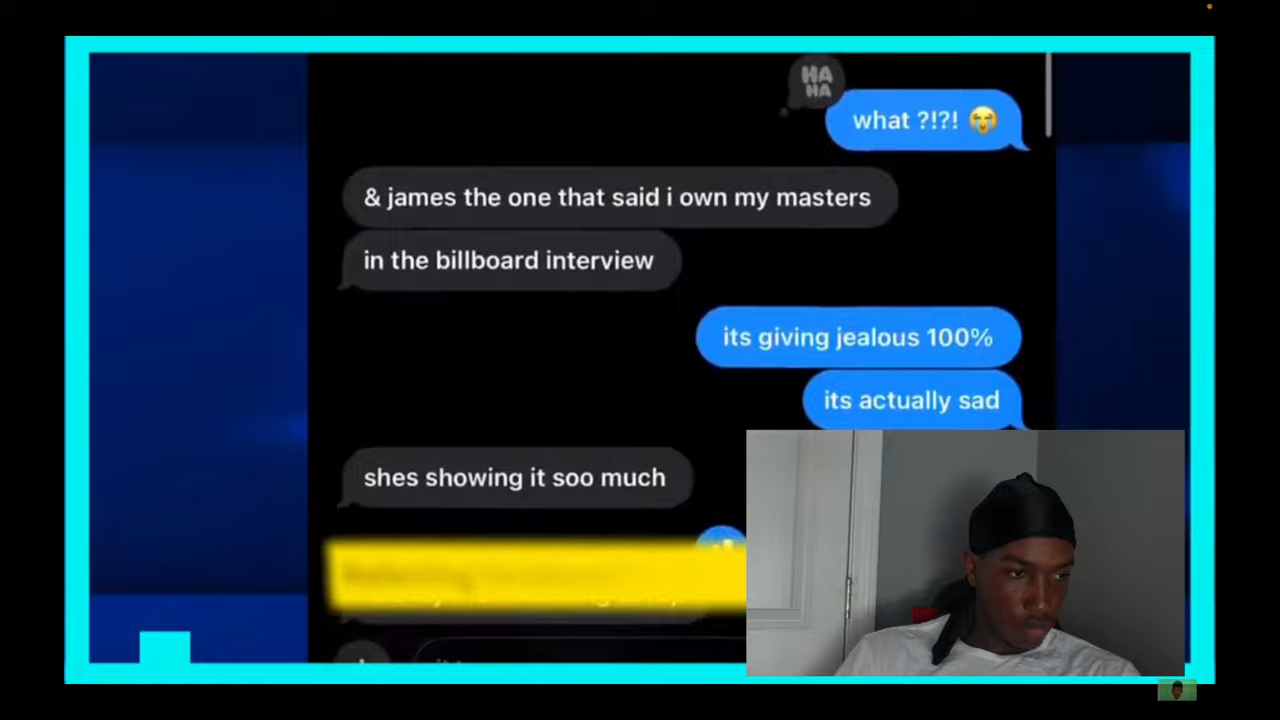 HA
HA
what ?!?! 😭
& james the one that said i own my masters
in the billboard interview
its giving jealous 100%
its actually sad
shes showing it soo much